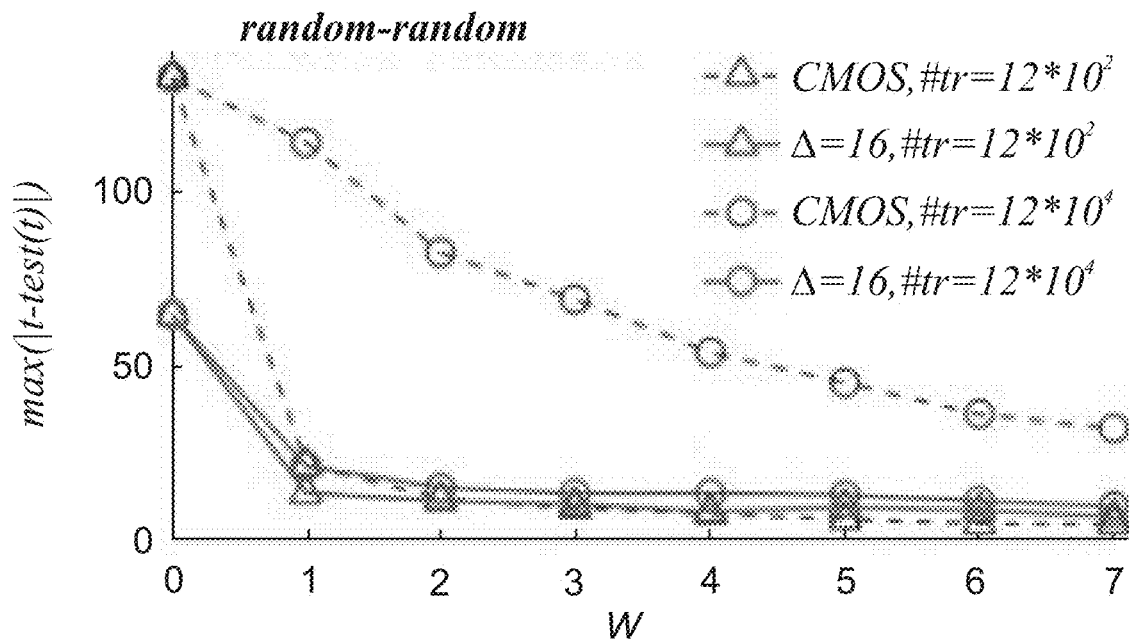 random-random
CMOS, #tr=12*10²
Δ=16, #tr=12*10²
CMOS, #tr=12*10⁴
Δ=16, #tr=12*10⁴
max(|t-test(t)|)
100
50
0
0 1 2 3 4 5 6 7
W